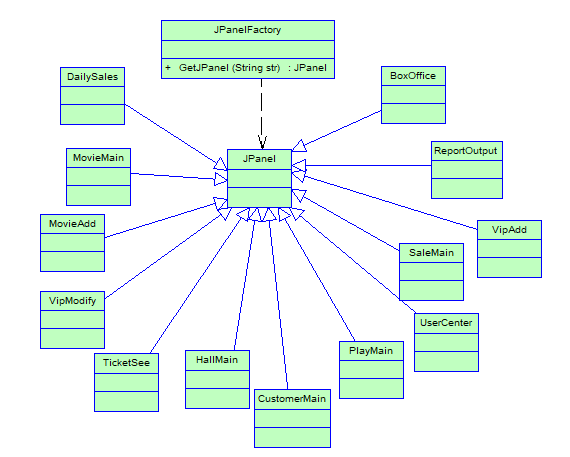 JPanelFactory
+ GetJPanel (String str) : JPanel
DailySales
BoxOffice
MovieMain
JPanel
ReportOutput
MovieAdd
VipAdd
SaleMain
VipModify
UserCenter
TicketSee
HallMain
PlayMain
CustomerMain